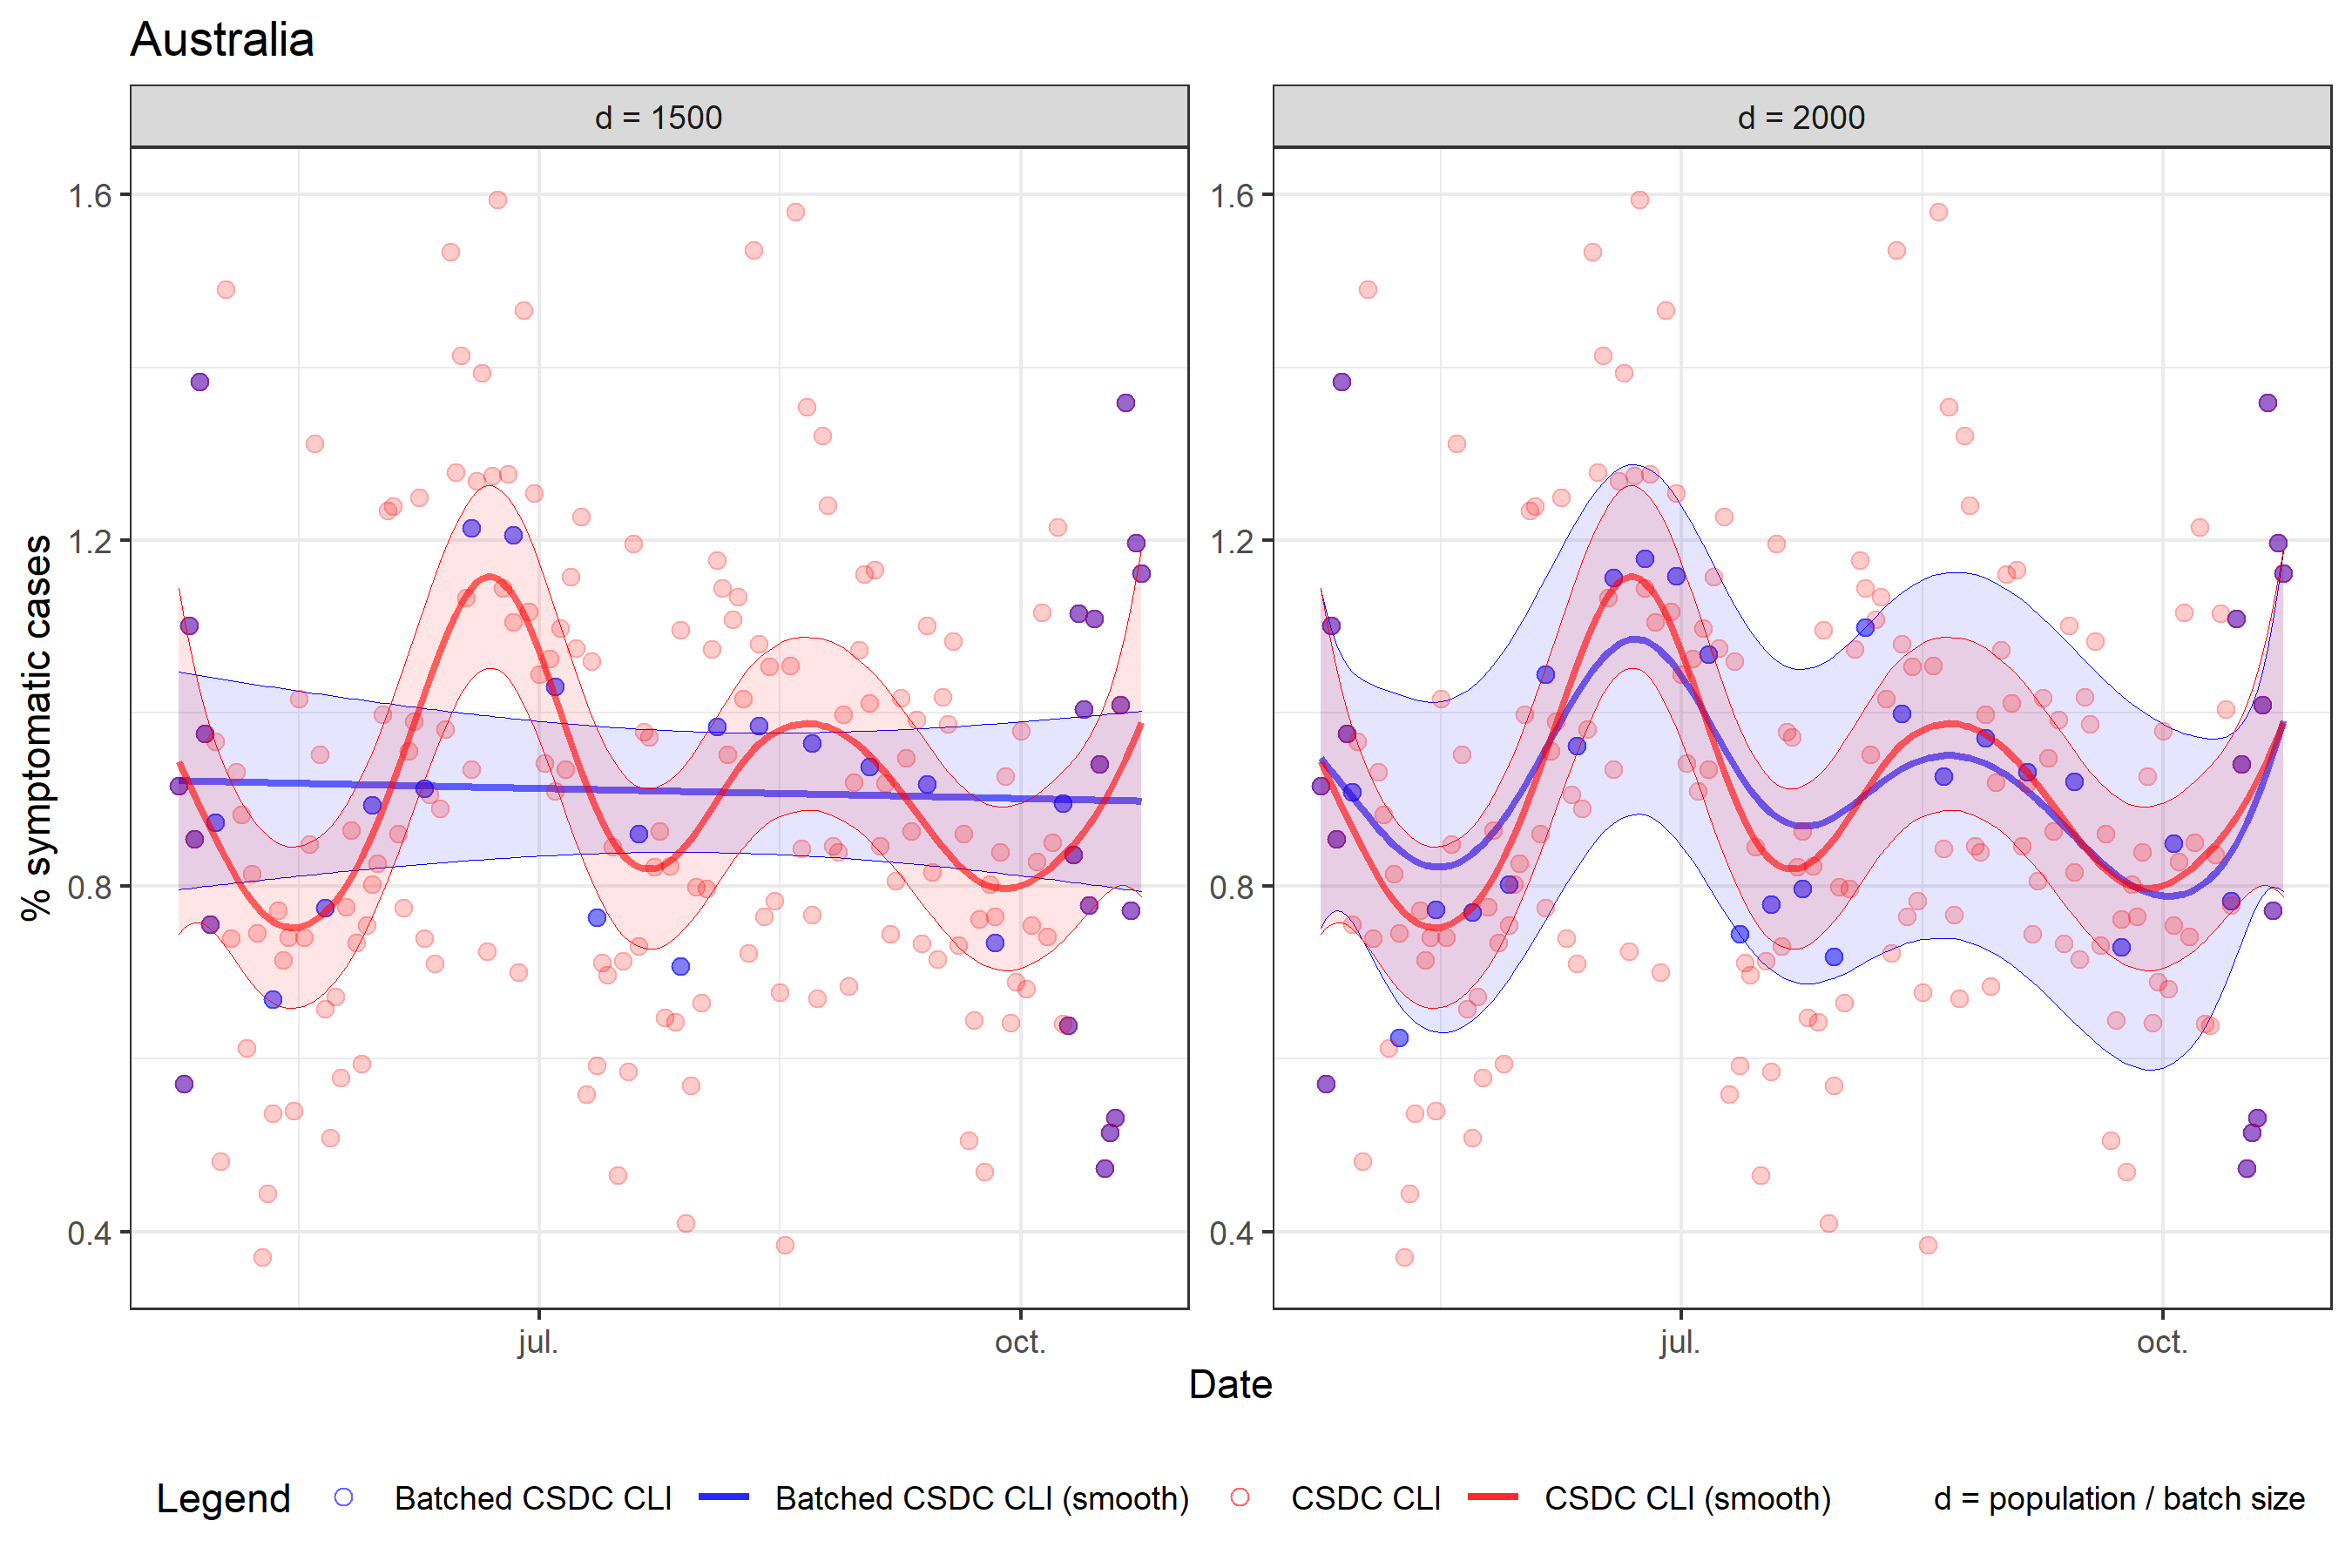 Australia
d = 1500
d = 2000
% symptomatic cases
1.6
1.2
0.8
0.4
1.6
1.2
0.8
0.4
jul.
oct.
jul.
oct.
Date
Legend
Batched CSDC CLI
Batched CSDC CLI (smooth)
CSDC CLI
CSDC CLI (smooth)
d = population / batch size